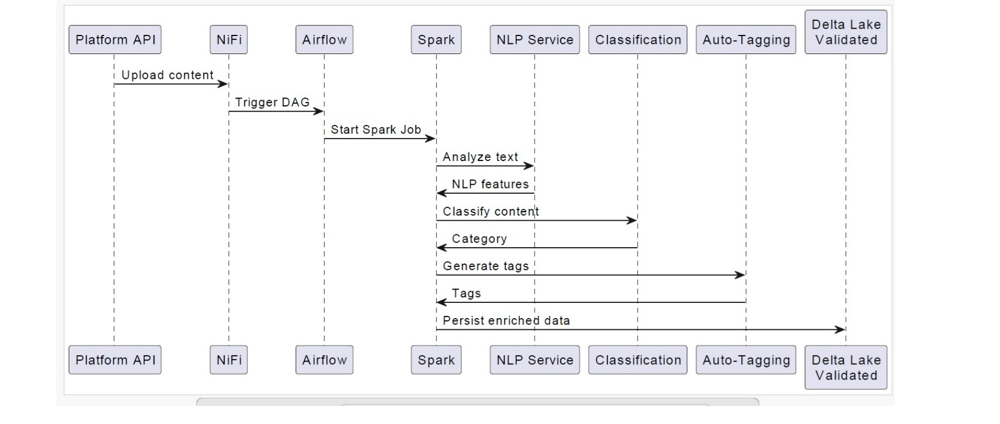 Delta Lake
Validated
Platform API
NiFi
Airflow
Spark
NLP Service
Classification
Auto-Tagging
Upload content
Trigger DAG
Start Spark Job
Analyze text
NLP features
Classify content
Category
Generate tags
Tags
Persist enriched data
Platform API
NiFi
Airflow
Spark
NLP Service
Classification
Auto-Tagging
Delta Lake
Validated